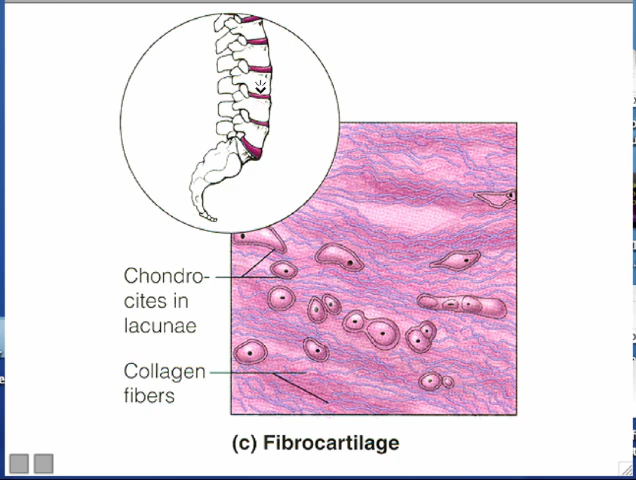 Chondro-
cites in
lacunae
Collagen
fibers
(c) Fibrocartilage